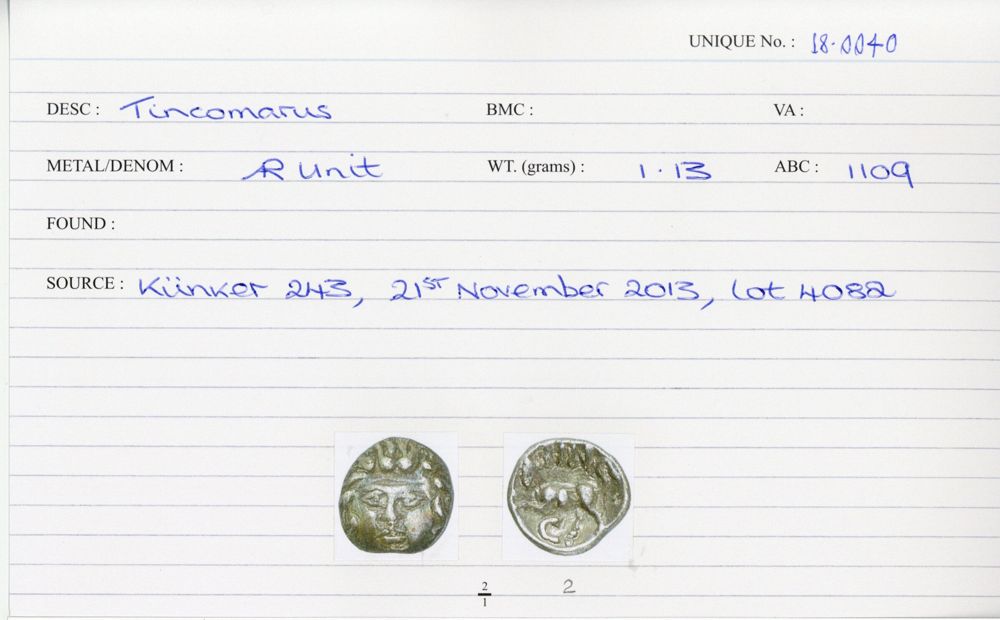 UNIQUE No. : 18.0040
DESC : Tincomarus BMC : VA :
METAL/DENOM : AR Unit WT. (grams) : 1.13 ABC : 1109
FOUND :
SOURCE : Künker 243, 21ST November 2013, Lot 4082
2
1
2